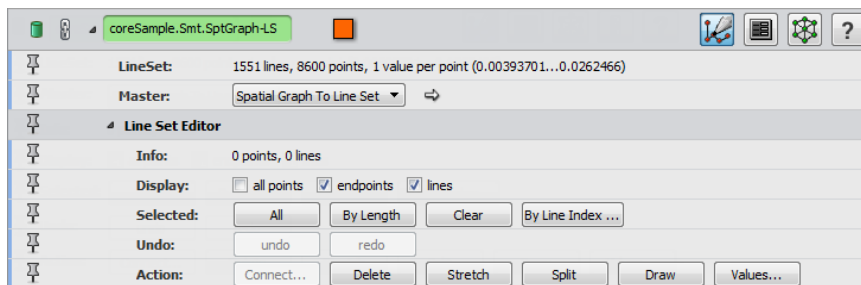 coreSample.Smt.SptGraph-LS ?
LineSet: 1551 lines, 8600 points, 1 value per point (0.00393701...0.0262466)
Master: Spatial Graph To Line Set
Line Set Editor
Info: 0 points, 0 lines
Display: all points endpoints lines
Selected: All By Length Clear By Line Index ...
Undo: undo redo
Action: Connect... Delete Stretch Split Draw Values...